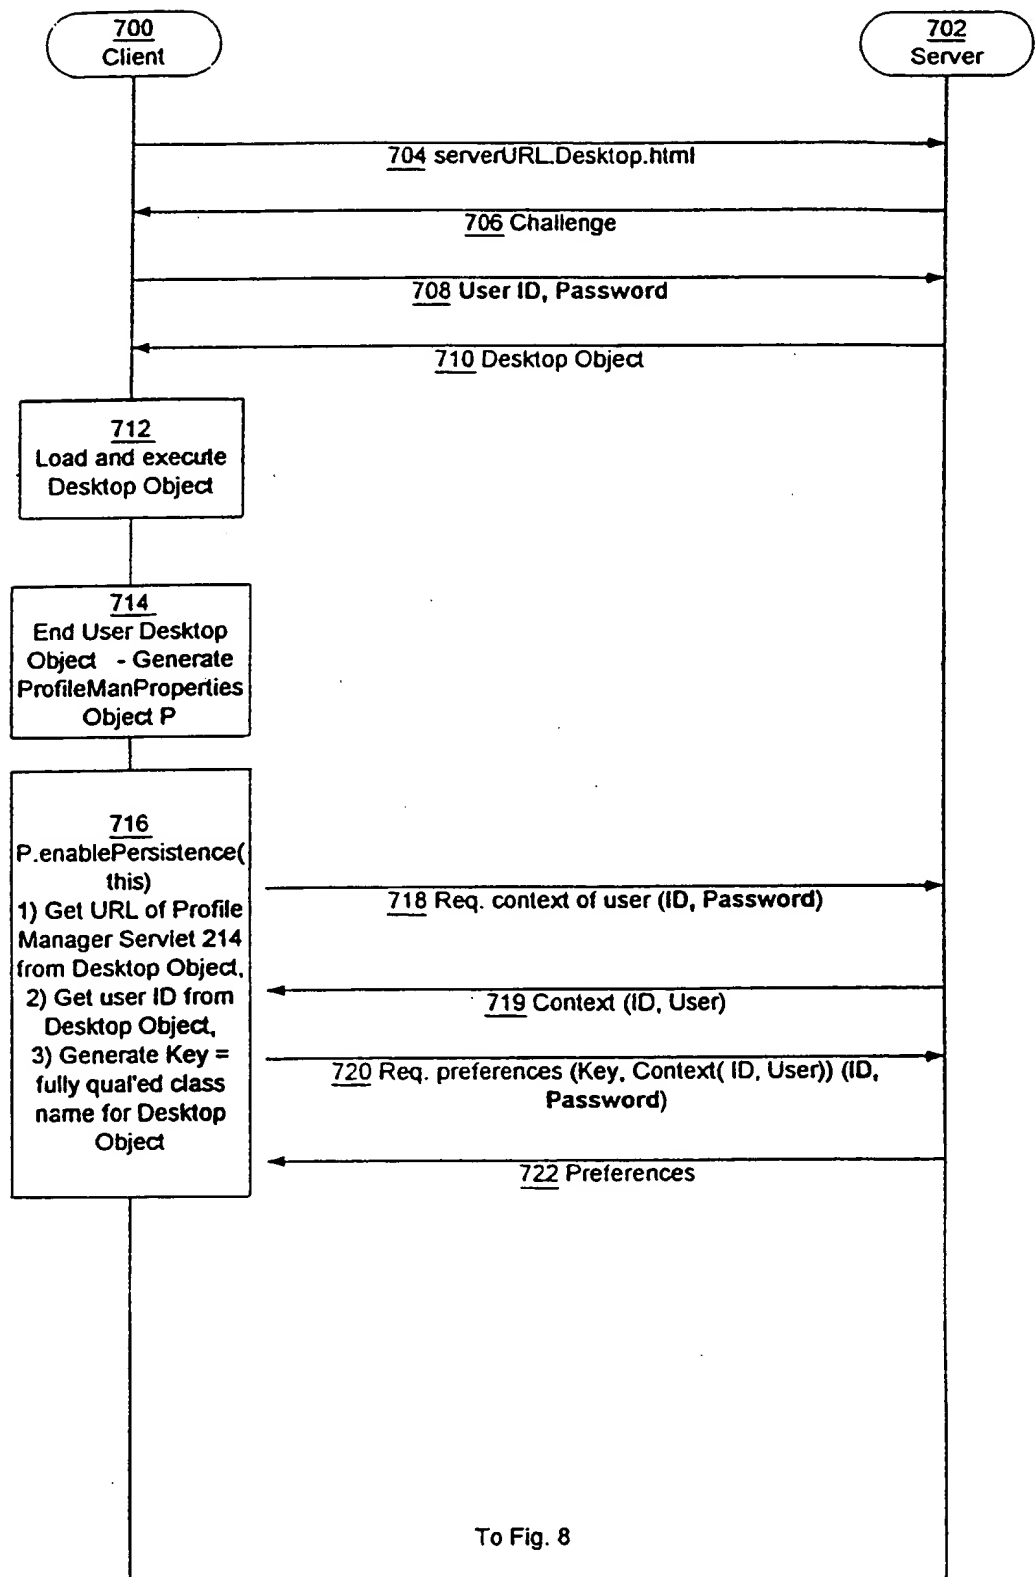 700
Client
702
Server
704 serverURL.Desktop.html
706 Challenge
708 User ID, Password
710 Desktop Object
712
Load and execute
Desktop Object
714
End User Desktop
Object - Generate
ProfileManProperties
Object P
716
P.enablePersistence(
this)
1) Get URL of Profile
Manager Servlet 214
from Desktop Object,
2) Get user ID from
Desktop Object,
3) Generate Key =
fully qual'ed class
name for Desktop
Object
718 Req. context of user (ID, Password)
719 Context (ID, User)
720 Req. preferences (Key, Context( ID, User)) (ID,
Password)
722 Preferences
To Fig. 8